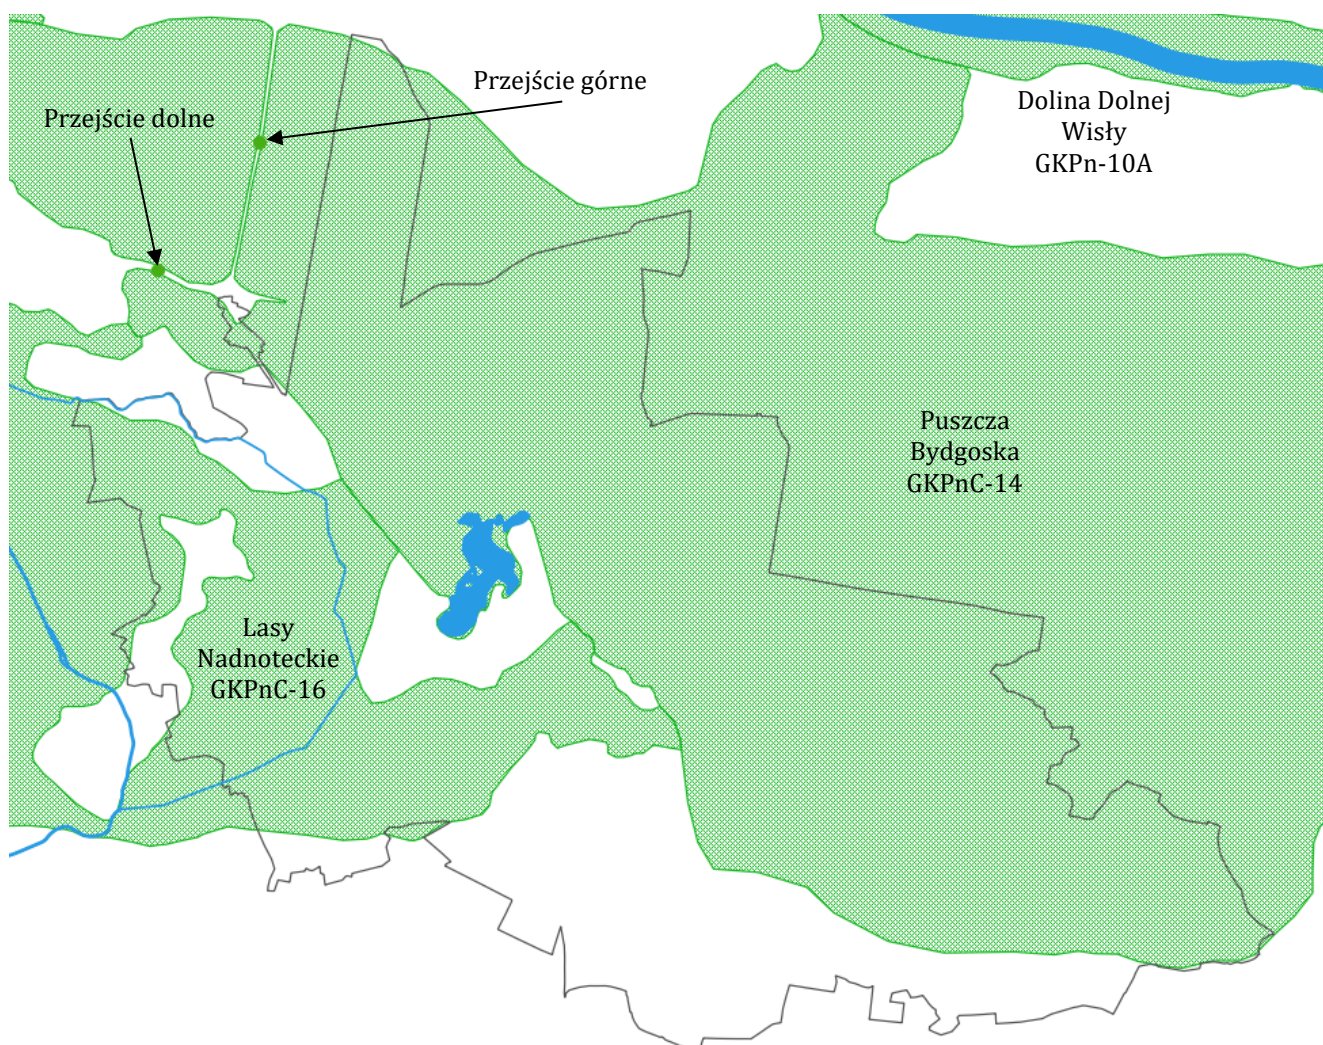 Przejście górne
Przejście dolne
Dolina Dolnej
Wisły
GKPn-10A
Puszcza
Bydgoska
GKPnC-14
Lasy
Nadnoteckie
GKPnC-16